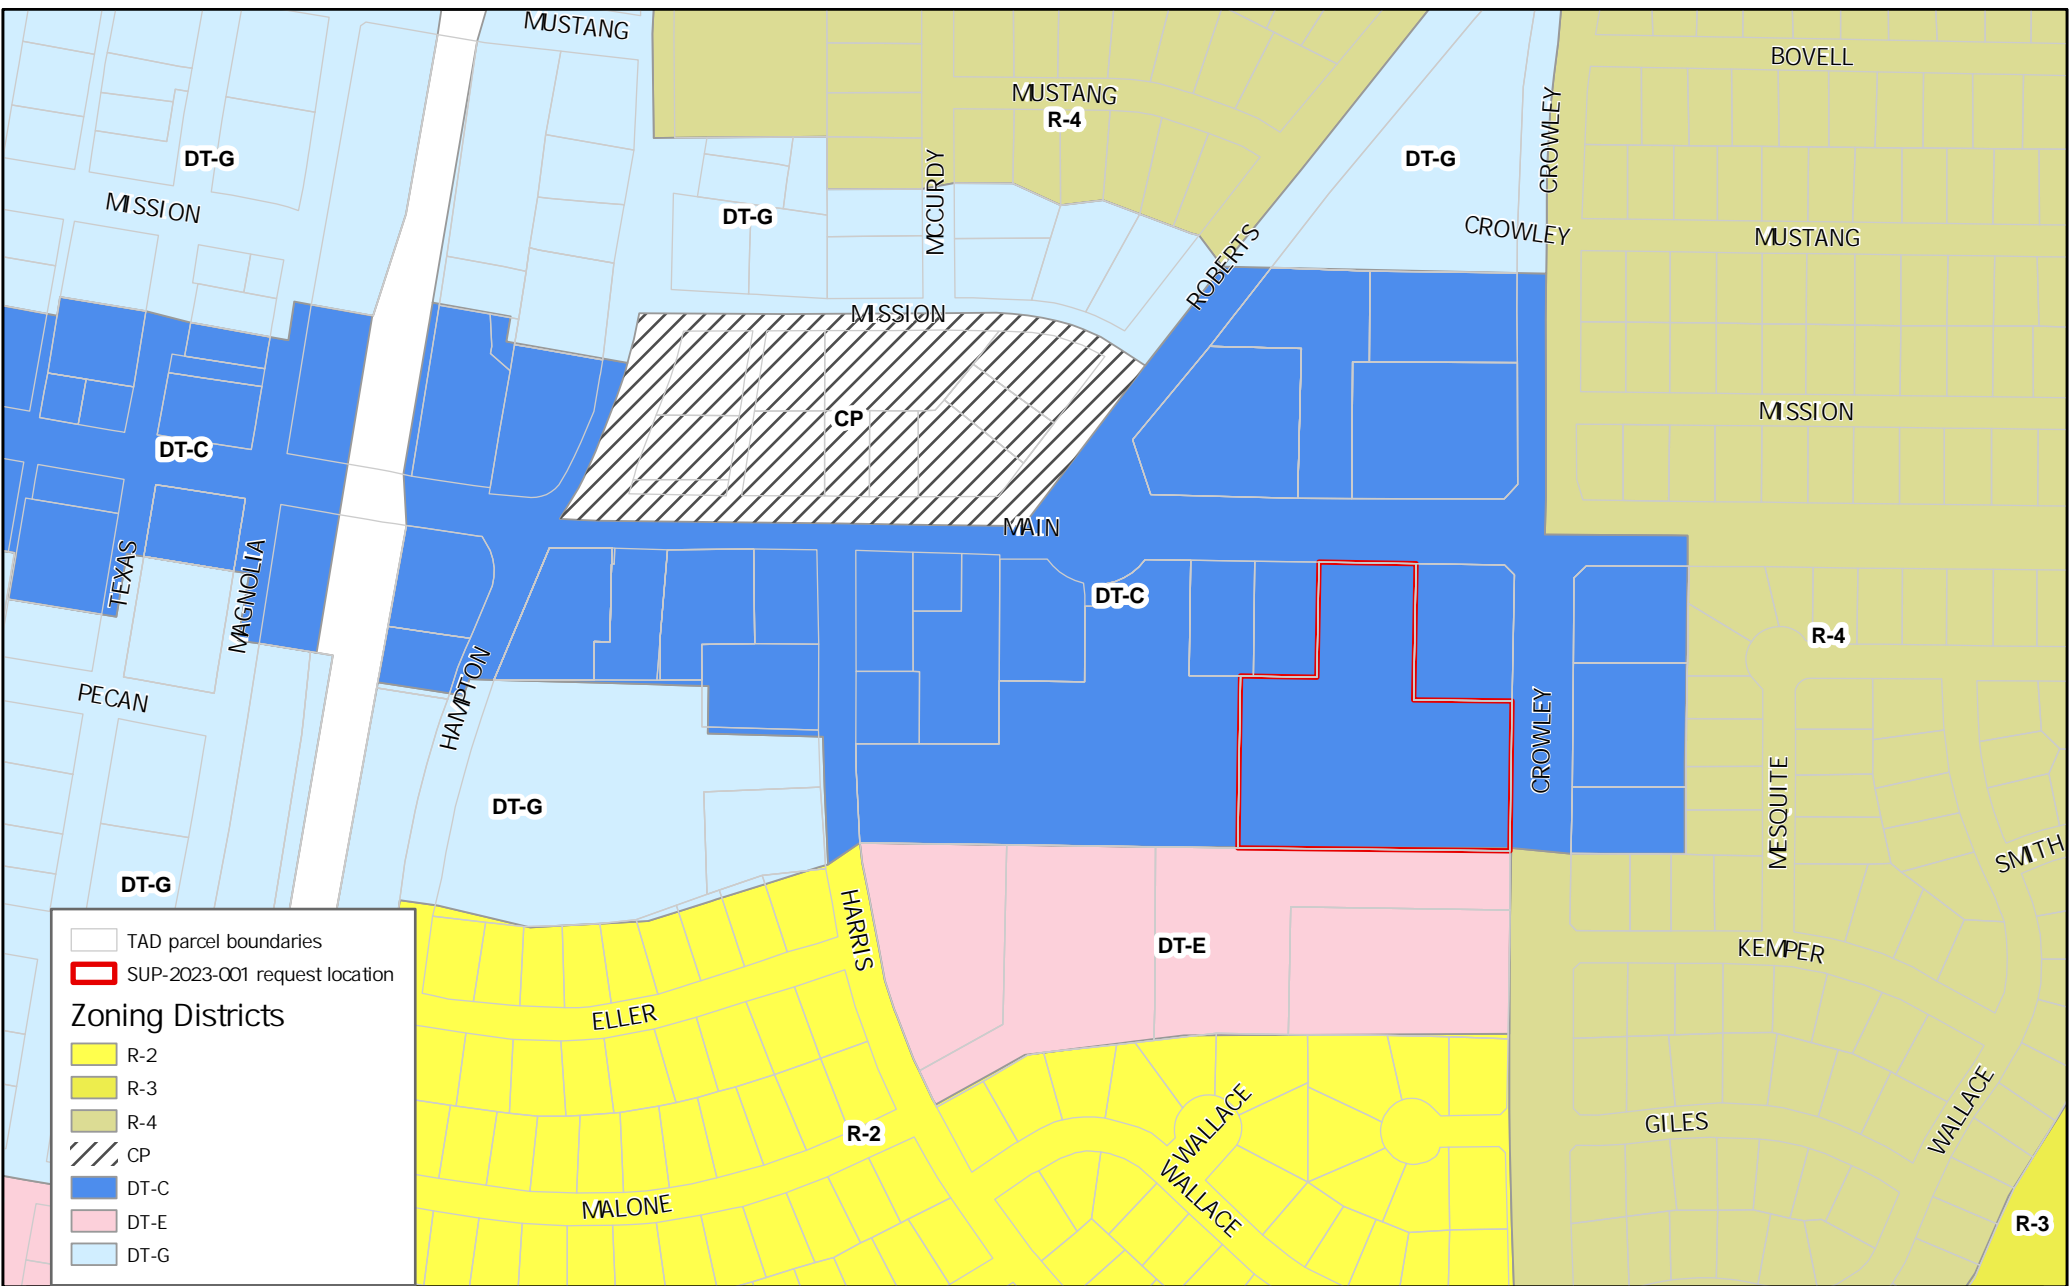 MUSTANG
BOVELL
MUSTANG
R-4
CROWLEY
DT-G
DT-G
MISSION
MCCURDY
DT-G
CROWLEY
MUSTANG
ROBERTS
MISSION
CP
MISSION
DT-C
MAIN
TEXAS
MAGNOLIA
DT-C
R-4
HAMPTON
PECAN
CROWLEY
MESQUITE
DT-G
SMITH
DT-G
HARRIS
DT-E
KEMPER
ELLER
WALLACE
GILES
WALLACE
R-2
WALLACE
MALONE
R-3
TAD parcel boundaries
SUP-2023-001 request location
Zoning Districts
R-2
R-3
R-4
CP
DT-C
DT-E
DT-G